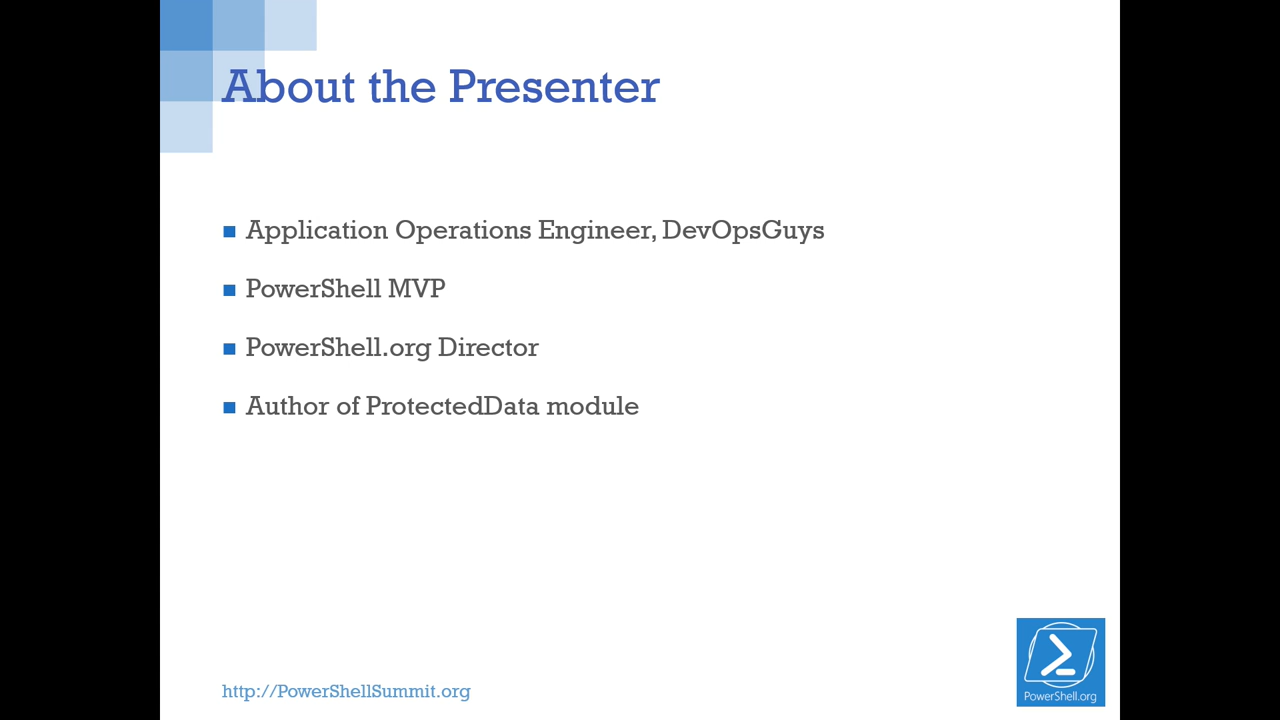 About the Presenter
Application Operations Engineer, DevOpsGuys
PowerShell MVP
PowerShell.org Director
Author of ProtectedData module
http://PowerShellSummit.org
PowerShell.org